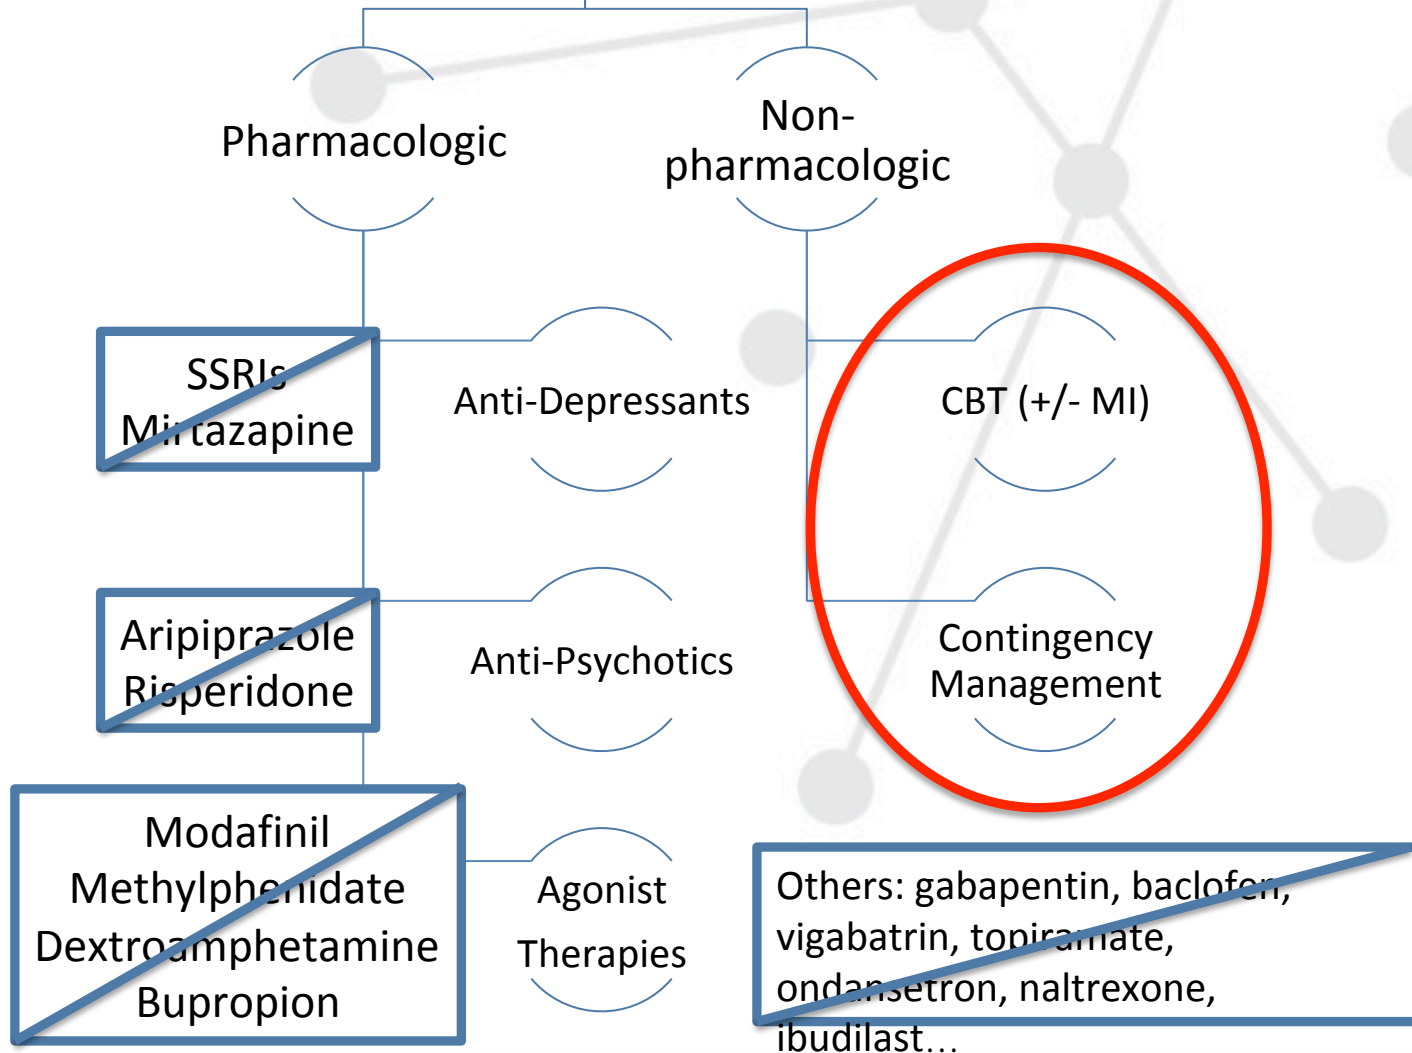 Pharmacologic
Non-
pharmacologic
SSRIs
Mirtazapine
Anti-Depressants
CBT (+/- MI)
Aripiprazole
Risperidone
Anti-Psychotics
Contingency
Management
Modafinil
Methylphenidate
Dextroamphetamine
Bupropion
Agonist
Therapies
Others: gabapentin, baclofen,
vigabatrin, topiramate,
ondansetron, naltrexone,
ibudilast...